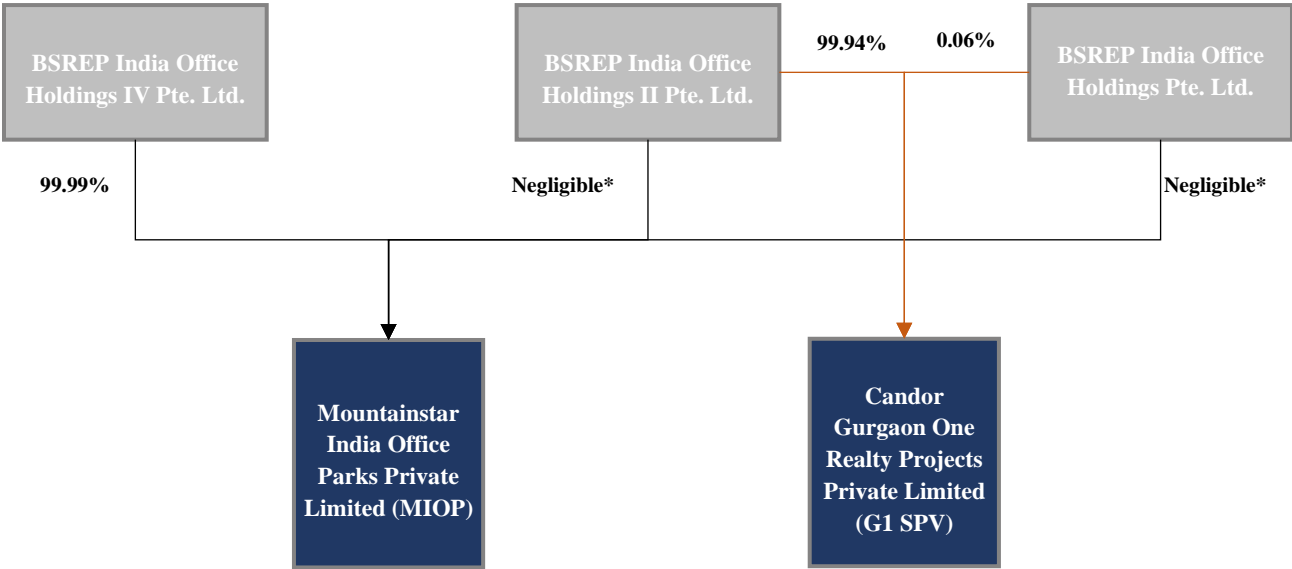 BSREP India Office
Holdings IV Pte. Ltd.
BSREP India Office
Holdings II Pte. Ltd.
99.94%
0.06%
BSREP India Office
Holdings Pte. Ltd.
99.99%
Negligible*
Negligible*
Mountainstar
India Office
Parks Private
Limited (MIOP)
Candor
Gurgaon One
Realty Projects
Private Limited
(G1 SPV)